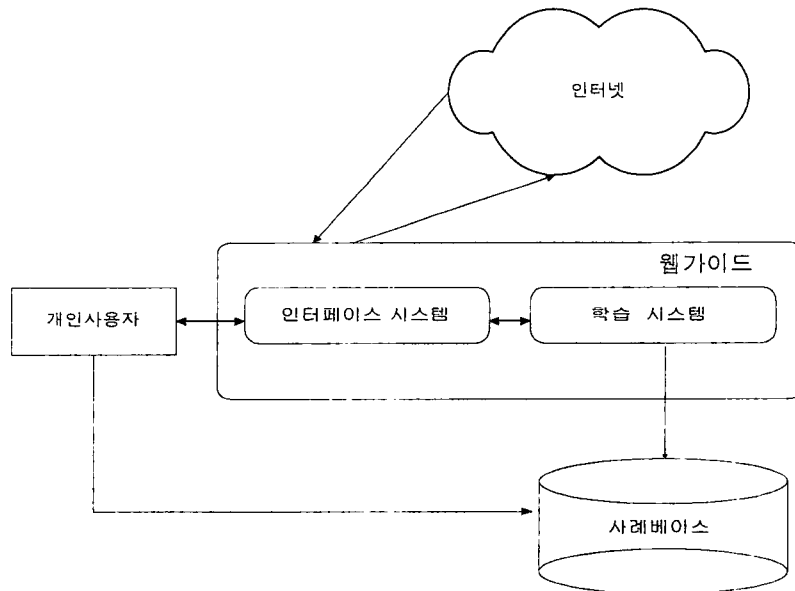 인터넷
웹가이드
개인사용자
인터페이스 시스템
학습 시스템
사례베이스